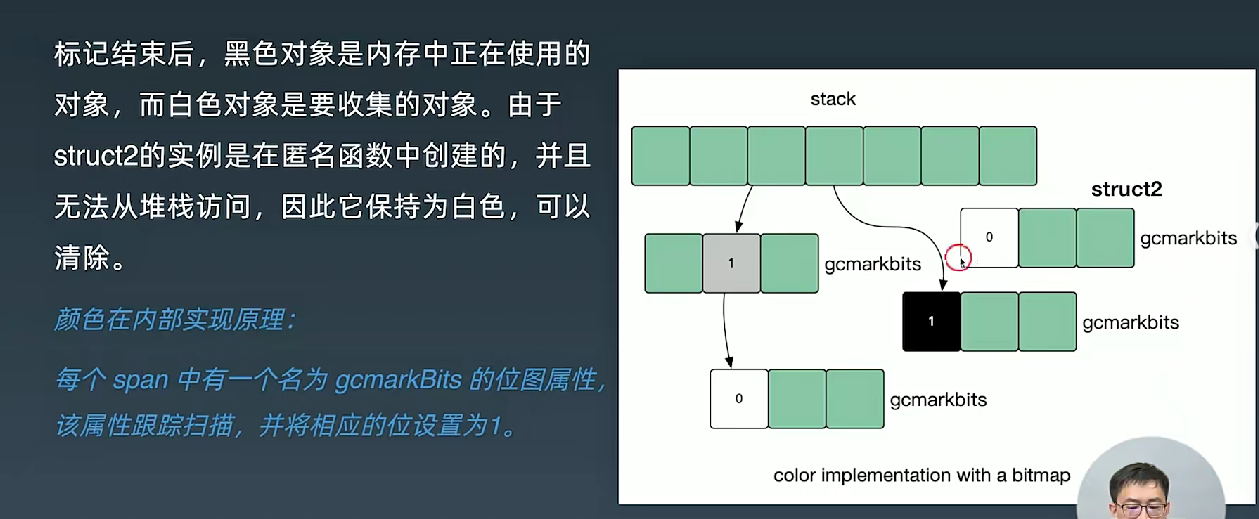 标记结束后，黑色对象是内存中正在使用的
对象，而白色对象是要收集的对象。由于
struct2的实例是在匿名函数中创建的，并且
无法从堆栈访问，因此它保持为白色，可以
清除。
颜色在内部实现原理：
每个 span 中有一个名为 gcmarkBits 的位图属性，
该属性跟踪扫描，并将相应的位设置为1。
stack
struct2
0
gcmarkbits
1
gcmarkbits
1
gcmarkbits
0
gcmarkbits
color implementation with a bitmap